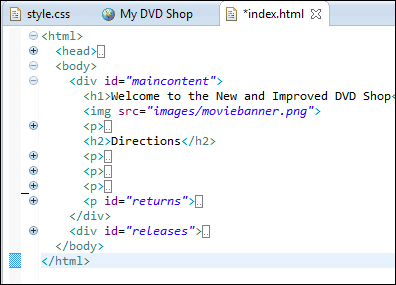 style.css My DVD Shop *index.html
<html>
<head>..
<body>
<div id="maincontent">
<h1>Welcome to the New and Improved DVD Shop<
<img src="images/moviebanner.png">
<p>..
<h2>Directions</h2>
<p>..
<p>..
<p>..
<p id="returns">..
</div>
<div id="releases">..
</body>
</html>